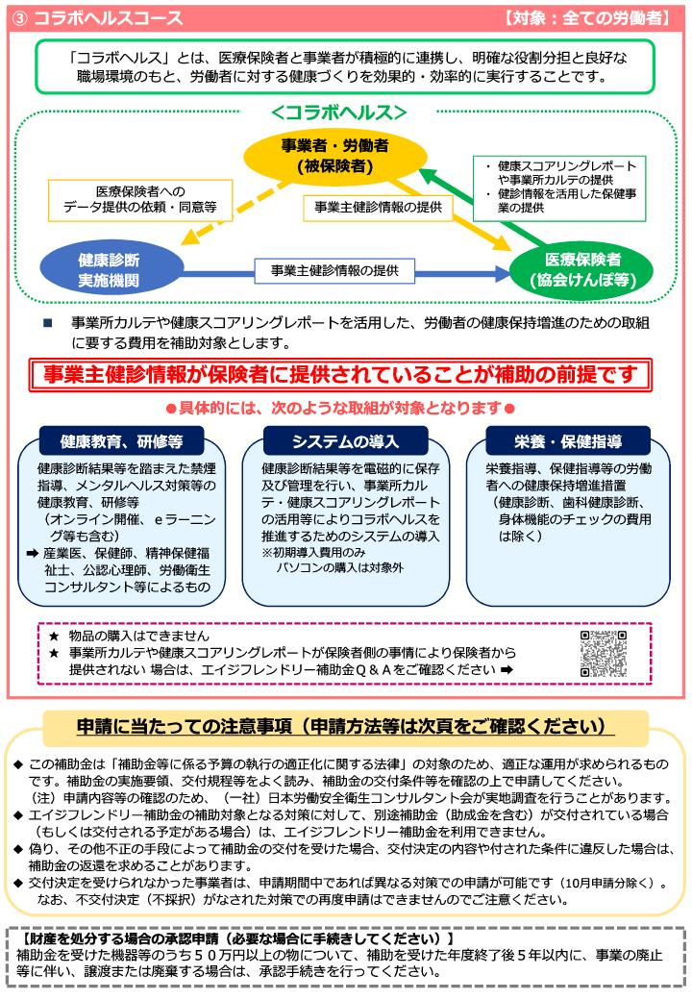 ③ コラボヘルスコース 【対象：全ての労働者】
「コラボヘルス」とは、医療保険者と事業者が積極的に連携し、明確な役割分担と良好な
職場環境のもと、労働者に対する健康づくりを効果的・効率的に実行することです。
＜コラボヘルス＞
事業者・労働者
(被保険者)
医療保険者への
データ提供の依頼・同意等
事業主健診情報の提供
・ 健康スコアリングレポート
や事業所カルテの提供
・ 健診情報を活用した保健事
業の提供
健康診断
実施機関
事業主健診情報の提供
医療保険者
(協会けんぽ等)
■ 事業所カルテや健康スコアリングレポートを活用した、労働者の健康保持増進のための取組
に要する費用を補助対象とします。
事業主健診情報が保険者に提供されていることが補助の前提です
●具体的には、次のような取組が対象となります●
健康教育、研修等
健康診断結果等を踏まえた禁煙
指導、メンタルヘルス対策等の
健康教育、研修等
（オンライン開催、ｅラーニン
グ等も含む）
➡ 産業医、保健師、精神保健福
祉士、公認心理師、労働衛生
コンサルタント等によるもの
システムの導入
健康診断結果等を電磁的に保存
及び管理を行い、事業所カル
テ・健康スコアリングレポート
の活用等によりコラボヘルスを
推進するためのシステムの導入
※初期導入費用のみ
パソコンの購入は対象外
栄養・保健指導
栄養指導、保健指導等の労働
者への健康保持増進措置
（健康診断、歯科健康診断、
身体機能のチェックの費用
は除く）
★ 物品の購入はできません
★ 事業所カルテや健康スコアリングレポートが保険者側の事情により保険者から
提供されない 場合は、エイジフレンドリー補助金Ｑ＆Ａをご確認ください ➡
申請に当たっての注意事項（申請方法等は次頁をご確認ください）
◆ この補助金は「補助金等に係る予算の執行の適正化に関する法律」の対象のため、適正な運用が求められるもの
です。補助金の実施要領、交付規程等をよく読み、補助金の交付条件等を確認の上で申請してください。
（注）申請内容等の確認のため、（一社）日本労働安全衛生コンサルタント会が実地調査を行うことがあります。
◆ エイジフレンドリー補助金の補助対象となる対策に対して、別途補助金（助成金を含む）が交付されている場合
（もしくは交付される予定がある場合）は、エイジフレンドリー補助金を利用できません。
◆ 偽り、その他不正の手段によって補助金の交付を受けた場合、交付決定の内容や付された条件に違反した場合は、
補助金の返還を求めることがあります。
◆ 交付決定を受けられなかった事業者は、申請期間中であれば異なる対策での申請が可能です（10月申請分除く）。
なお、不交付決定（不採択）がなされた対策での再度申請はできませんのでご注意ください。
【財産を処分する場合の承認申請（必要な場合に手続きしてください）】
補助金を受けた機器等のうち５０万円以上の物について、補助を受けた年度終了後５年以内に、事業の廃止
等に伴い、譲渡または廃棄する場合は、承認手続きを行ってください。